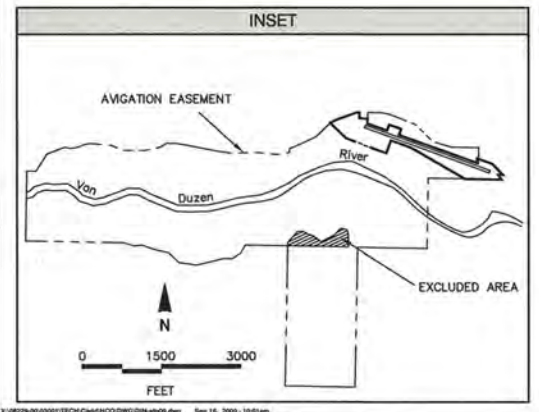 INSET
AVIGATION EASEMENT
River
Van
Duzen
EXCLUDED AREA
N
0 1500 3000
FEET